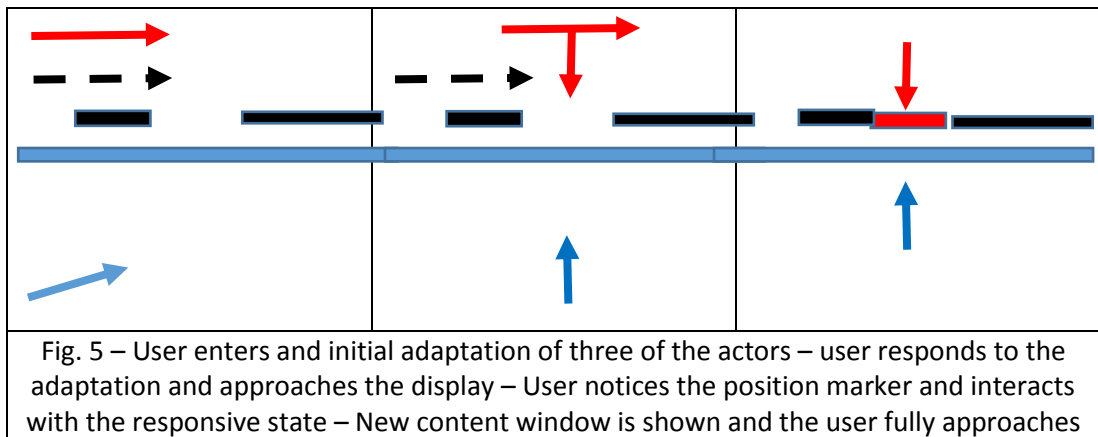 Fig. 5 – User enters and initial adaptation of three of the actors – user responds to the
adaptation and approaches the display – User notices the position marker and interacts
with the responsive state – New content window is shown and the user fully approaches